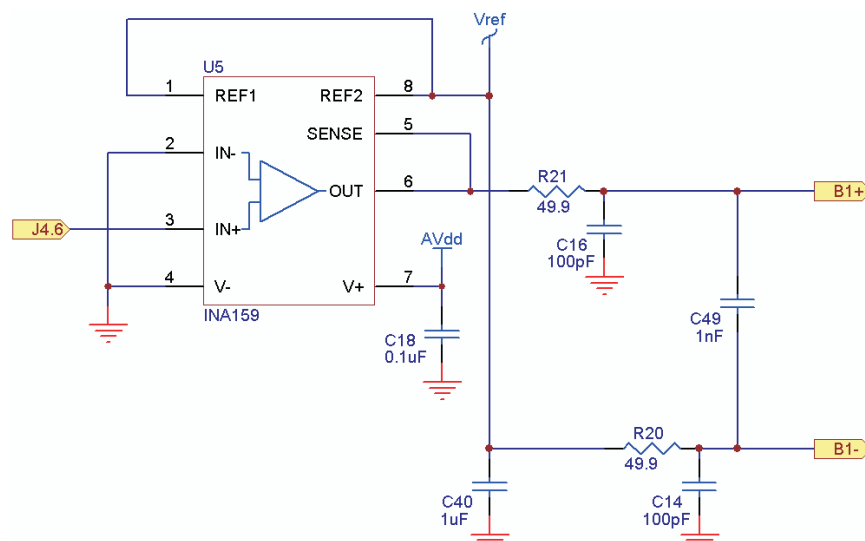 Vref
U5
1
REF1
REF2
8
SENSE
5
2
IN-
OUT
6
R21
49.9
B1+
J4.6
3
IN+
C16
100pF
AVdd
4
V-
V+
7
INA159
C18
0.1uF
C49
1nF
R20
49.9
B1-
C40
1uF
C14
100pF